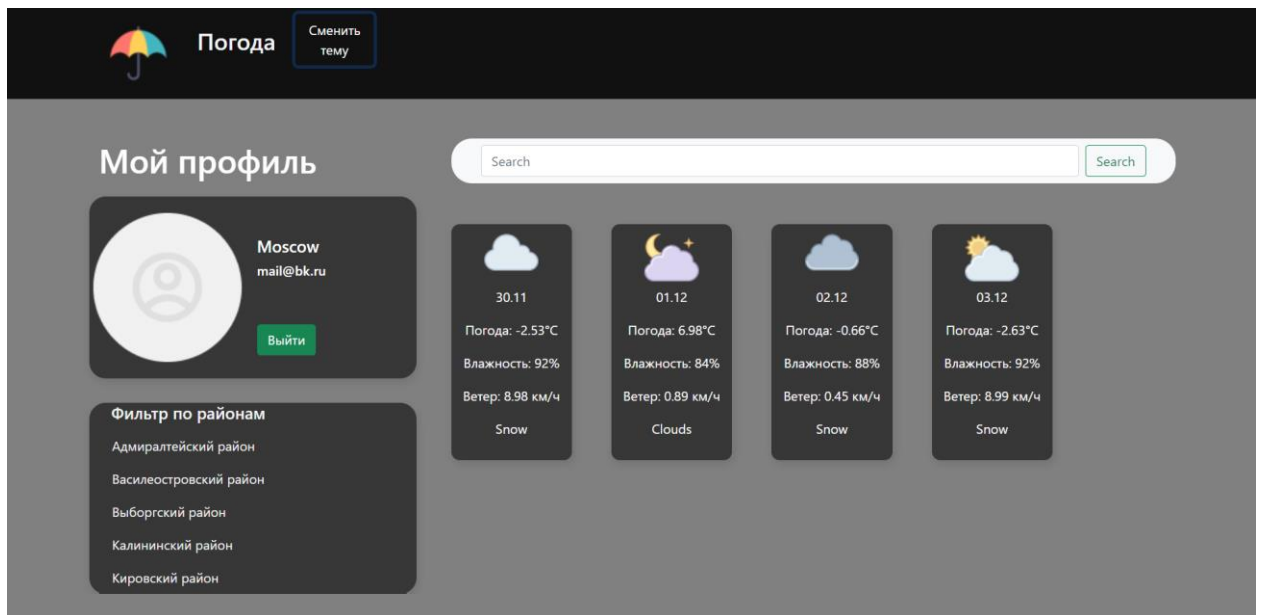 Погода
Сменить
тему
Мой профиль
Search
Search
Moscow
mail@bk.ru
Выйти
Фильтр по районам
Адмиралтейский район
Василеостровский район
Выборгский район
Калининский район
Кировский район
30.11
Погода: -2.53°C
Влажность: 92%
Ветер: 8.98 км/ч
Snow
01.12
Погода: 6.98°C
Влажность: 84%
Ветер: 0.89 км/ч
Clouds
02.12
Погода: -0.66°C
Влажность: 88%
Ветер: 0.45 км/ч
Snow
03.12
Погода: -2.63°C
Влажность: 92%
Ветер: 8.99 км/ч
Snow